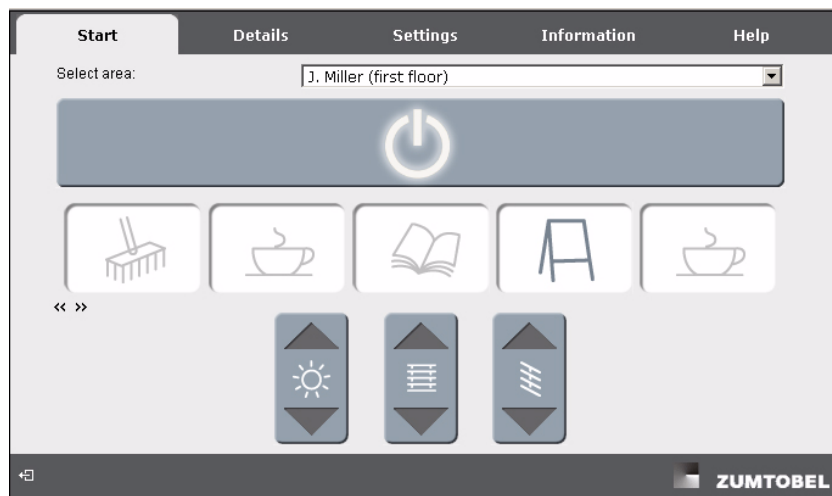 Start Details Settings Information Help
Select area: J. Miller (first floor)
<< >>
ZUMTOBEL